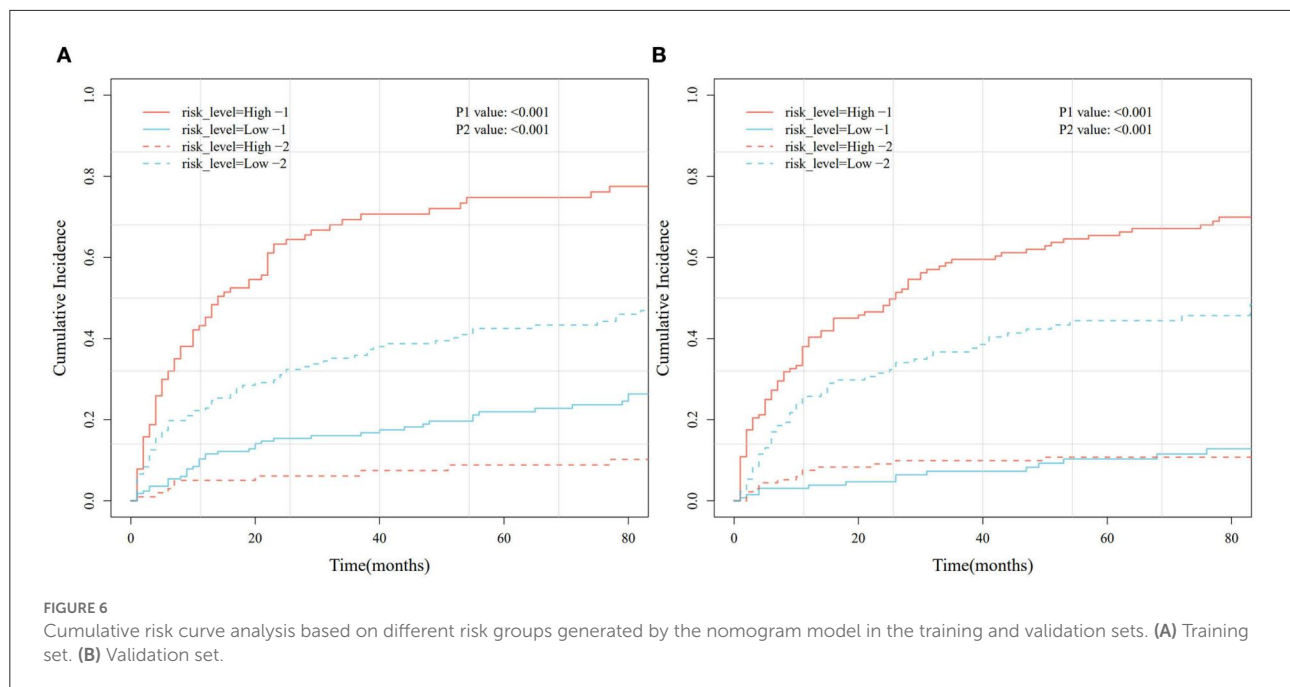 A
Cumulative Incidence
1.0
0.8
0.6
0.4
0.2
0.0
risk_level=High −1
risk_level=Low −1
risk_level=High −2
risk_level=Low −2
P1 value: <0.001
P2 value: <0.001
0 20 40 60 80
Time(months)
B
Cumulative Incidence
1.0
0.8
0.6
0.4
0.2
0.0
risk_level=High −1
risk_level=Low −1
risk_level=High −2
risk_level=Low −2
P1 value: <0.001
P2 value: <0.001
0 20 40 60 80
Time(months)
FIGURE 6
Cumulative risk curve analysis based on different risk groups generated by the nomogram model in the training and validation sets. (A) Training
set. (B) Validation set.